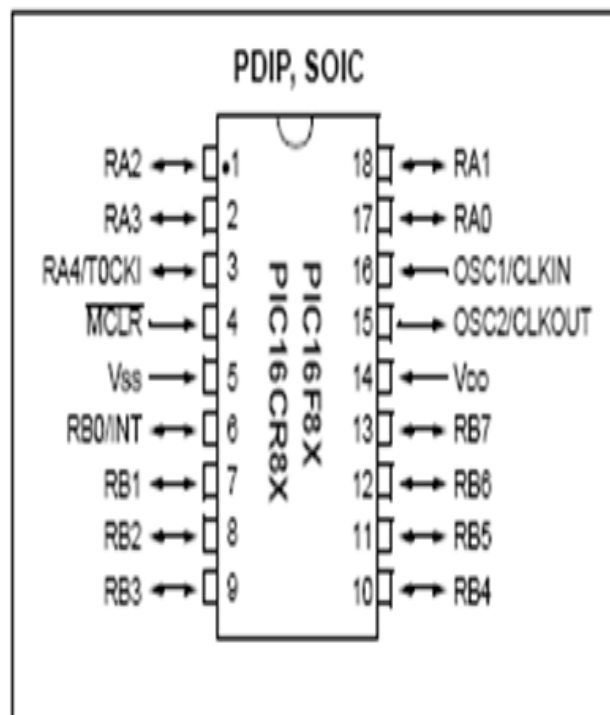 PDIP, SOIC
RA2 1 18 RA1
RA3 2 17 RA0
RA4/T0CKI 3 16 OSC1/CLKIN
MCLR 4 15 OSC2/CLKOUT
Vss 5 14 VDD
RB0/INT 6 13 RB7
RB1 7 12 RB6
RB2 8 11 RB5
RB3 9 10 RB4
PIC16F8X
PIC16CR8X